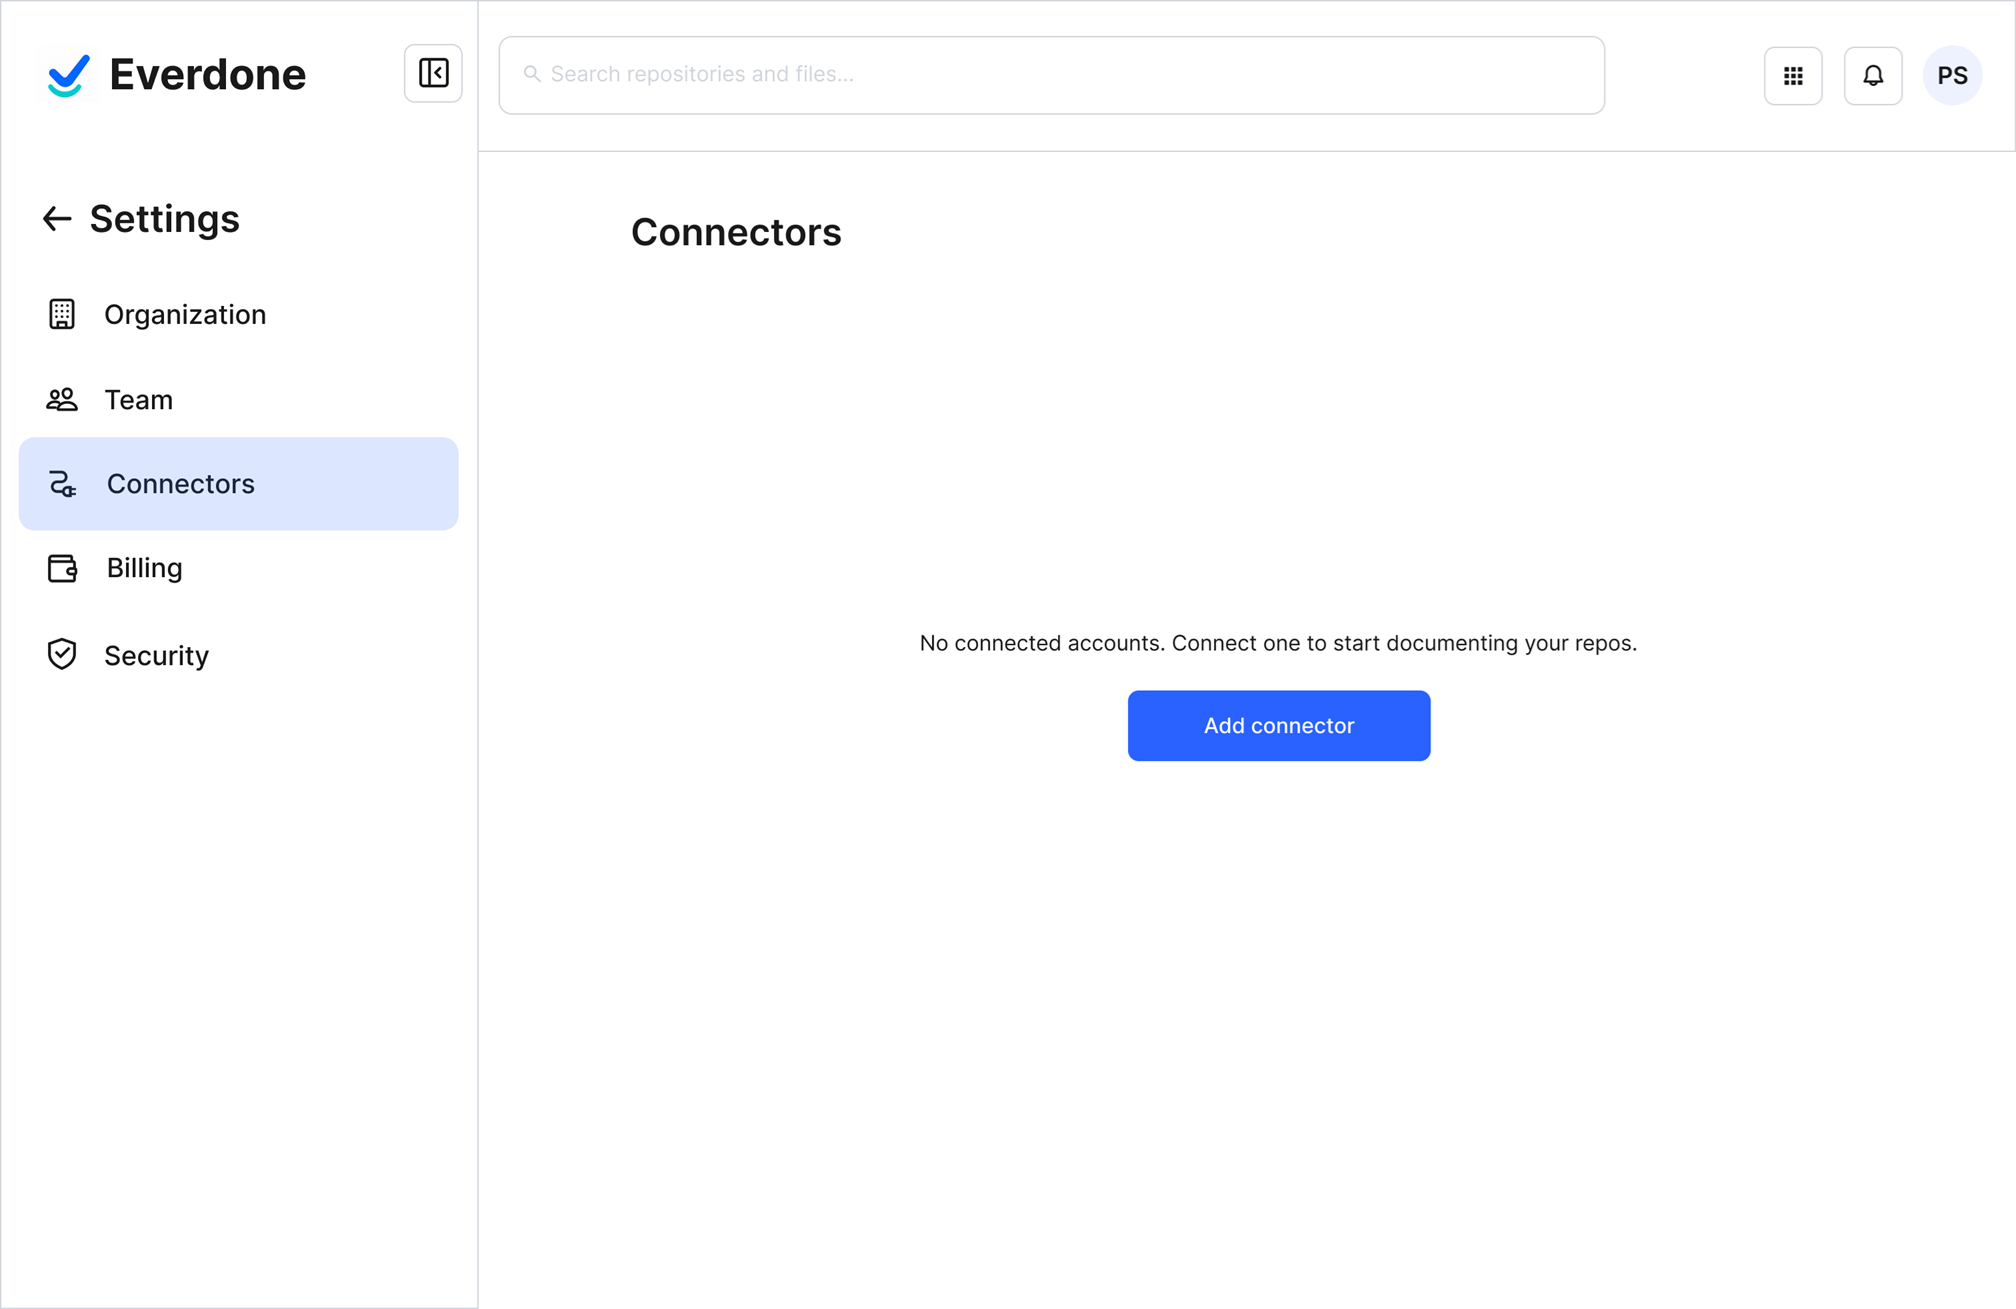 Everdone
Search repositories and files...
PS
Settings
Organization
Team
Connectors
Billing
Security
Connectors
No connected accounts. Connect one to start documenting your repos.
Add connector